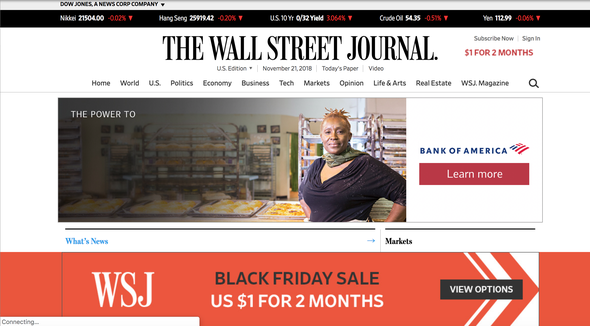 DOW JONES, A NEWS CORP COMPANY ▼
Nikkei 21504.00 -0.02% ▼ Hang Seng 25919.42 -0.20% ▼ U.S. 10 Yr 0/32 Yield 3.064% ▼ Crude Oil 54.35 -0.51% ▼ Yen 112.99 -0.06% ▼
Subscribe Now | Sign In
THE WALL STREET JOURNAL.
$1 FOR 2 MONTHS
U.S. Edition ▾ | November 21, 2018 | Today's Paper | Video
Home World U.S. Politics Economy Business Tech Markets Opinion Life & Arts Real Estate WSJ. Magazine
THE POWER TO
BANK OF AMERICA
Learn more
What's News →
Markets
WSJ
BLACK FRIDAY SALE
US $1 FOR 2 MONTHS
VIEW OPTIONS
Connecting...